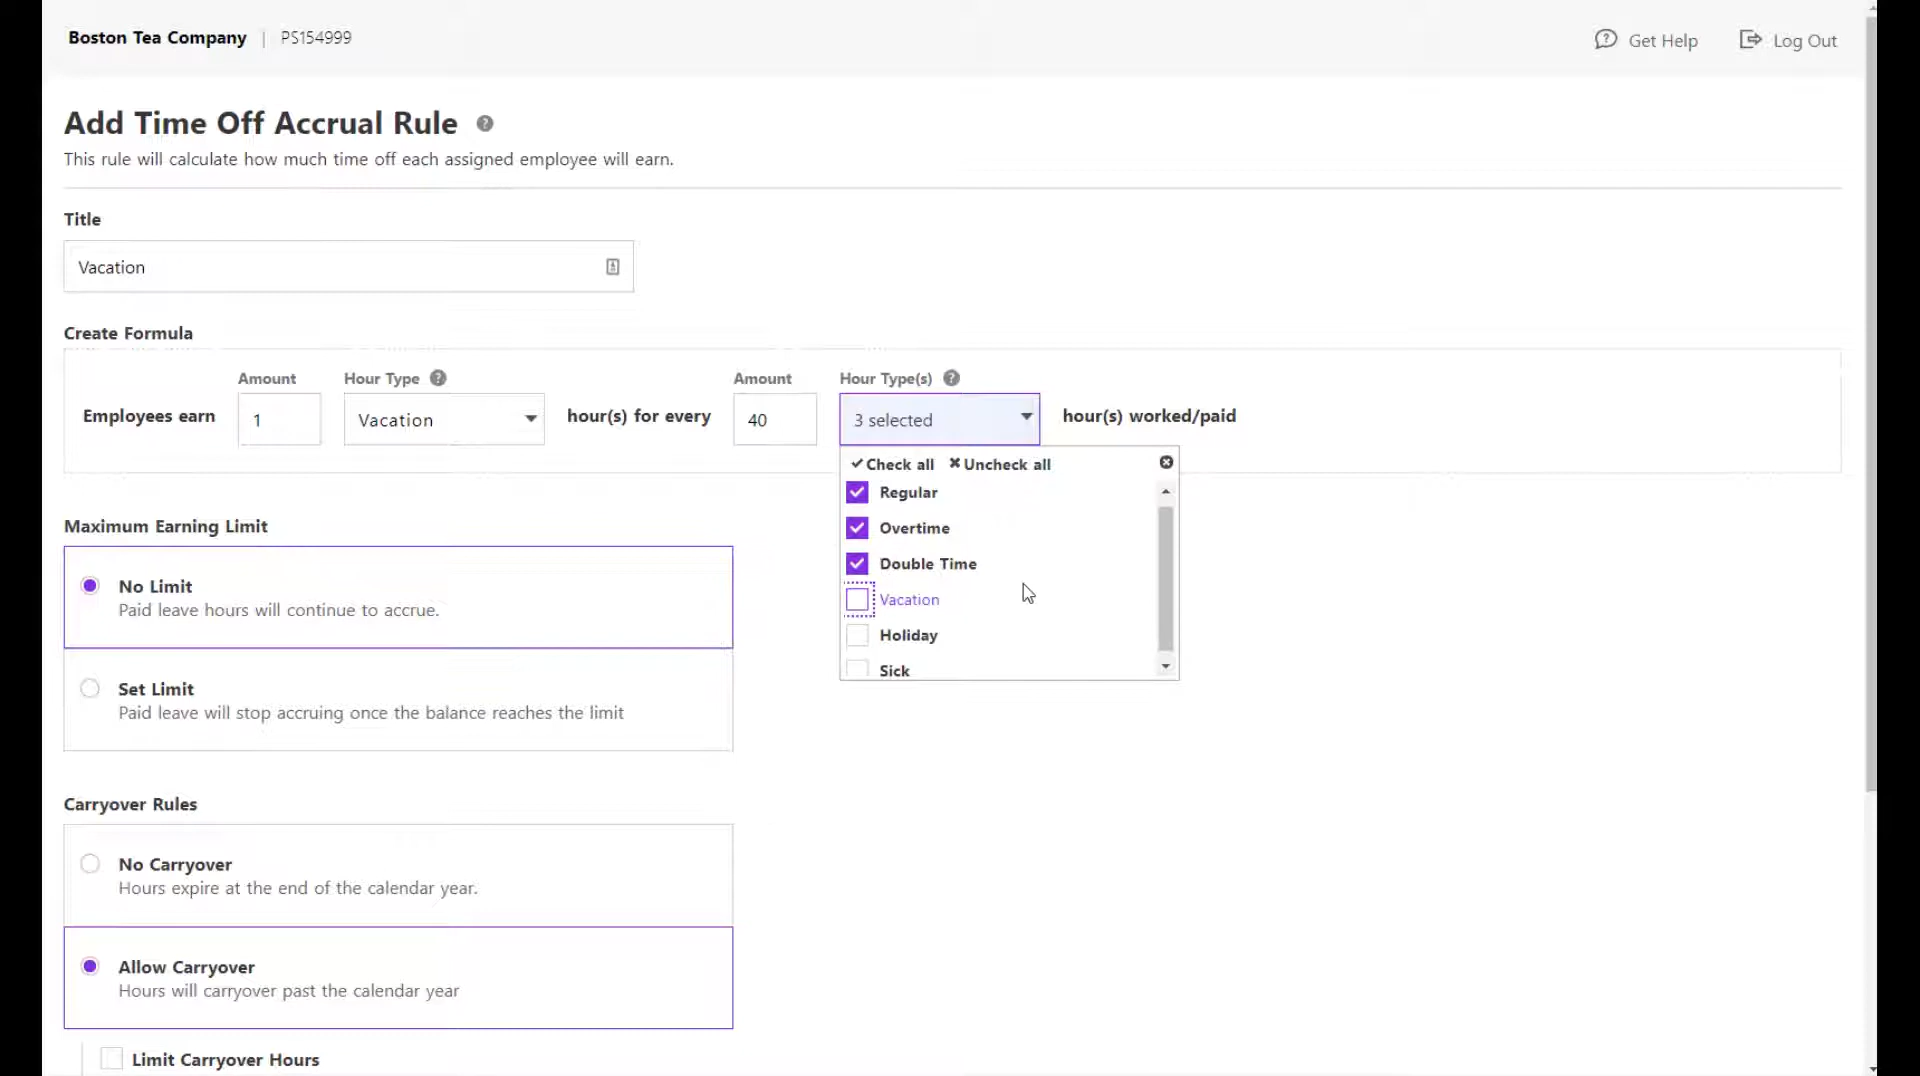 Boston Tea Company | PS154999
Get Help
Log Out
Add Time Off Accrual Rule
This rule will calculate how much time off each assigned employee will earn.
Title
Vacation
Create Formula
Amount
Hour Type
Amount
Hour Type(s)
Employees earn 1 Vacation hour(s) for every 40 3 selected hour(s) worked/paid
Check all Uncheck all
Regular
Overtime
Double Time
Vacation
Holiday
Sick
Maximum Earning Limit
No Limit
Paid leave hours will continue to accrue.
Set Limit
Paid leave will stop accruing once the balance reaches the limit
Carryover Rules
No Carryover
Hours expire at the end of the calendar year.
Allow Carryover
Hours will carryover past the calendar year
Limit Carryover Hours